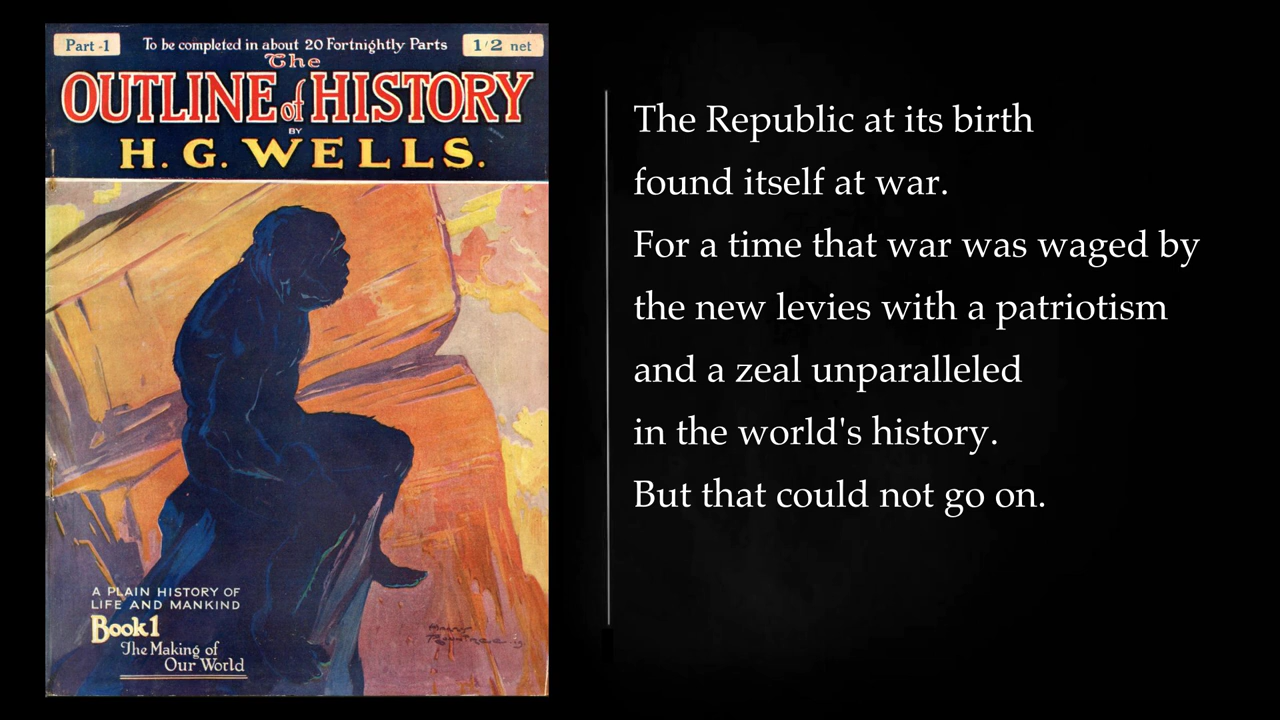 Part -1
To be completed in about 20 Fortnightly Parts
1/2 net
The
OUTLINE of HISTORY
BY
H. G. WELLS.
A PLAIN HISTORY OF
LIFE AND MANKIND
Book 1
The Making of
Our World
The Republic at its birth
found itself at war.
For a time that war was waged by
the new levies with a patriotism
and a zeal unparalleled
in the world's history.
But that could not go on.